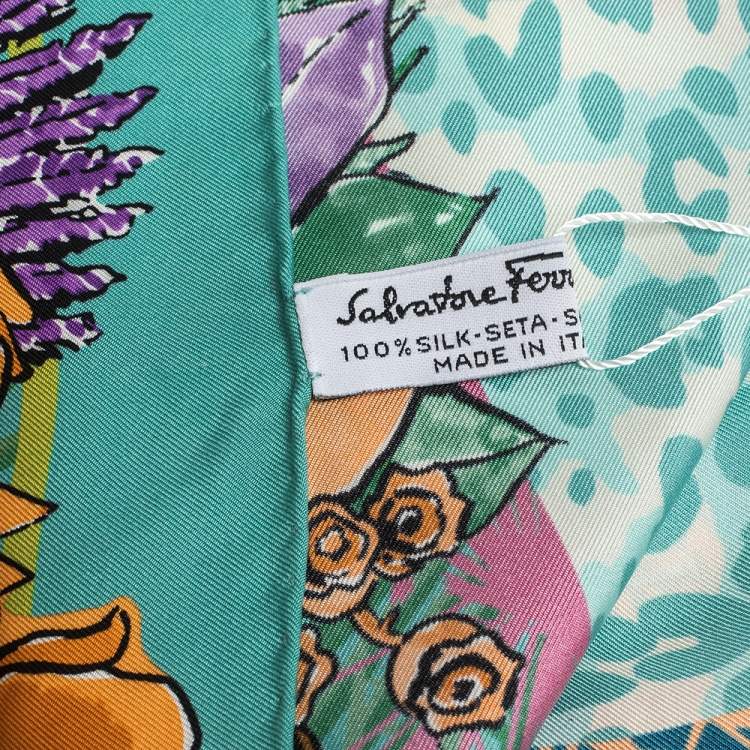 Salvatore Ferr
100% SILK-SETA-S
MADE IN ITA